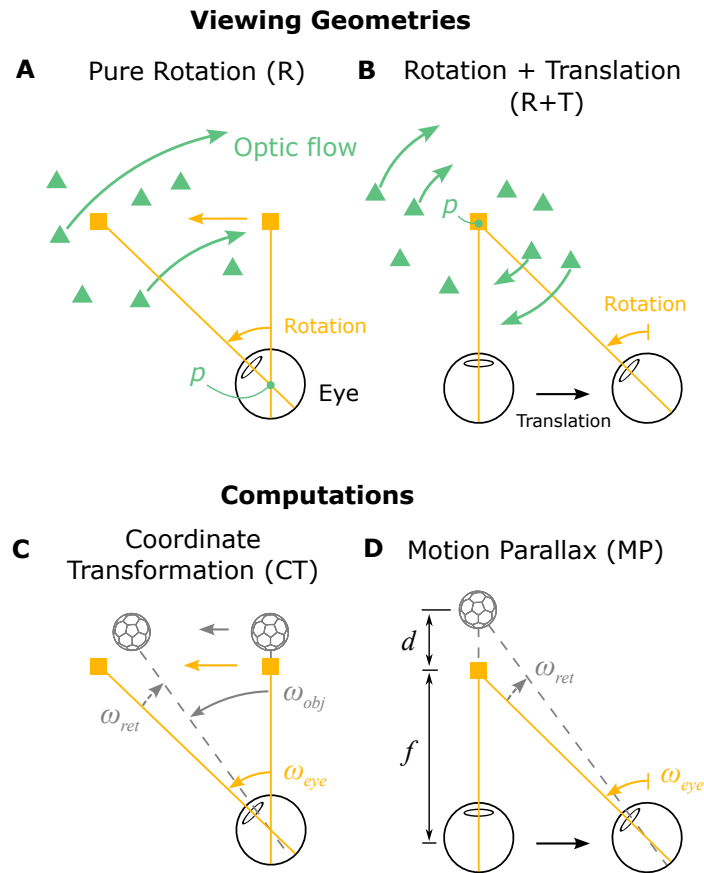 Viewing Geometries
A Pure Rotation (R)
B Rotation + Translation
(R+T)
Optic flow
p
Rotation
p
Eye
Rotation
Translation
Computations
C Coordinate
Transformation (CT)
D Motion Parallax (MP)
ω_ret
ω_obj
ω_eye
d
f
ω_ret
ω_eye